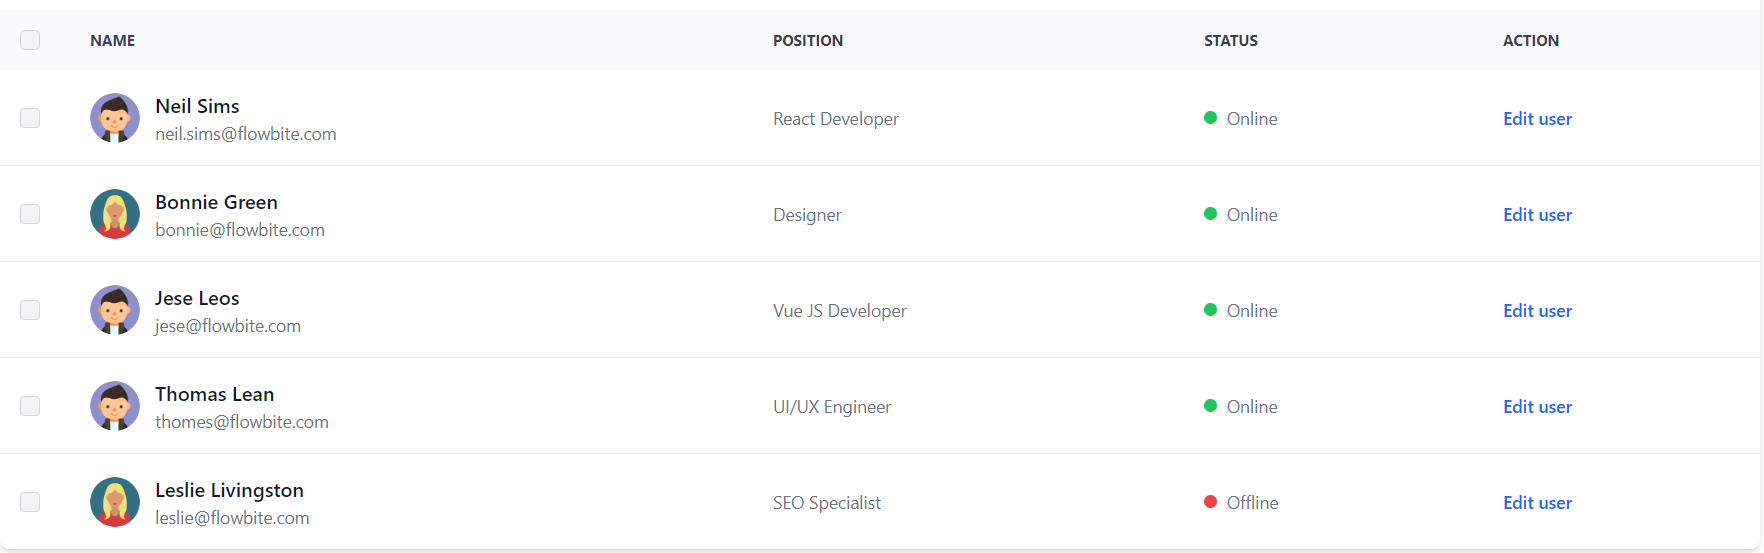 NAME POSITION STATUS ACTION
Neil Sims
neil.sims@flowbite.com
React Developer
Online
Edit user
Bonnie Green
bonnie@flowbite.com
Designer
Online
Edit user
Jese Leos
jese@flowbite.com
Vue JS Developer
Online
Edit user
Thomas Lean
thomes@flowbite.com
UI/UX Engineer
Online
Edit user
Leslie Livingston
leslie@flowbite.com
SEO Specialist
Offline
Edit user